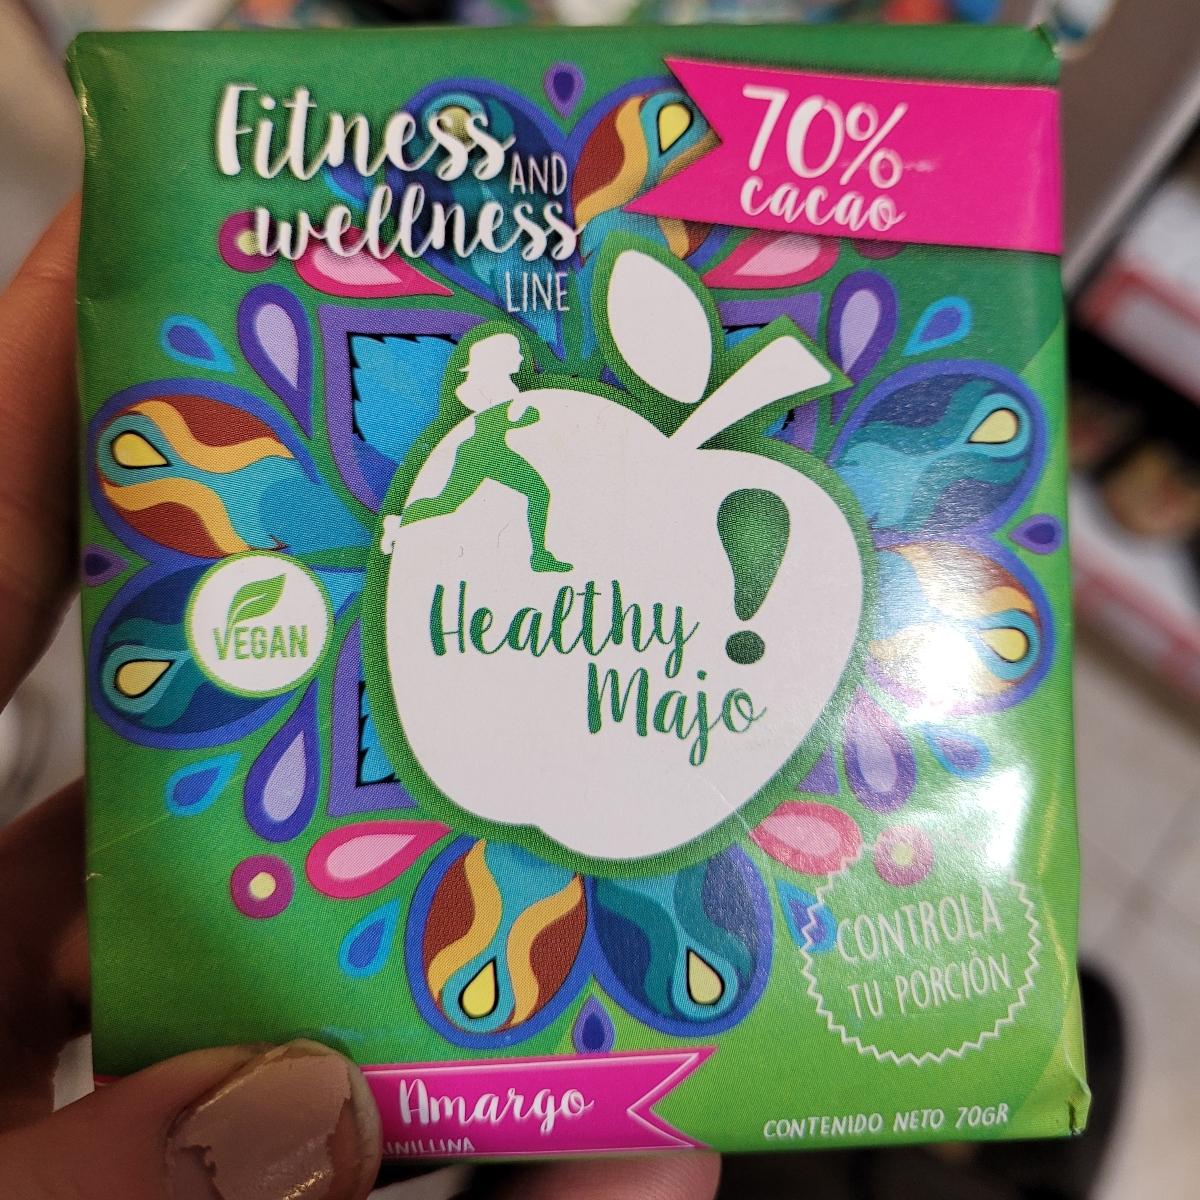 Fitness
AND
wellness
LINE
70%
cacao
VEGAN
Healthy
Majo!
CONTROLA
TU PORCIÓN
Amargo
CONTENIDO NETO 70GR